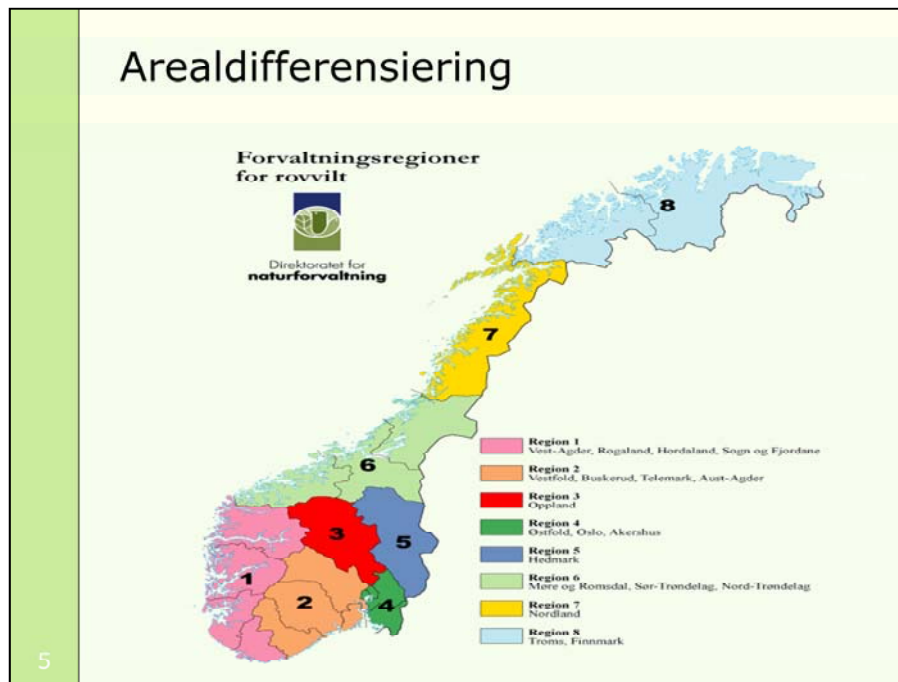 Arealdifferensiering
Forvaltningsregioner
for rovvilt
Direktoratet for
naturforvaltning
8
7
6
3
5
1
2
4
Region 1
Vest-Agder, Rogaland, Hordaland, Sogn og Fjordane
Region 2
Vestfold, Buskerud, Telemark, Aust-Agder
Region 3
Oppland
Region 4
Østfold, Oslo, Akershus
Region 5
Hedmark
Region 6
Møre og Romsdal, Sør-Trøndelag, Nord-Trøndelag
Region 7
Nordland
Region 8
Troms, Finnmark
5